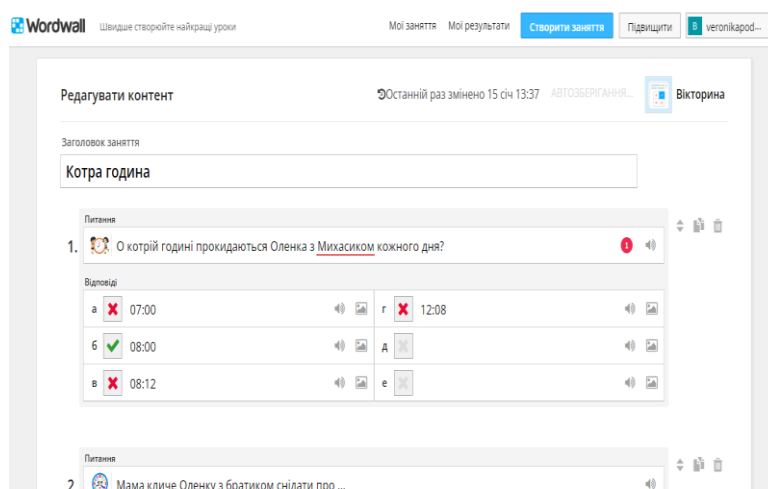 Wordwall Швидше створюйте найкращі уроки Мої заняття Мої результати Створити заняття Підвищити B veronikapod...
Редагувати контент Останній раз змінено 15 січ 13:37 АВТОЗБЕРІГАННЯ... Вікторина
Заголовок заняття
Котра година
Питання
1. О котрій годині прокидаються Оленка з Михасиком кожного дня? 1
Відповіді
а 07:00 г 12:08
б 08:00 д
в 08:12 е
Питання
2 Мама кличе Оленку з братиком снідати про ...